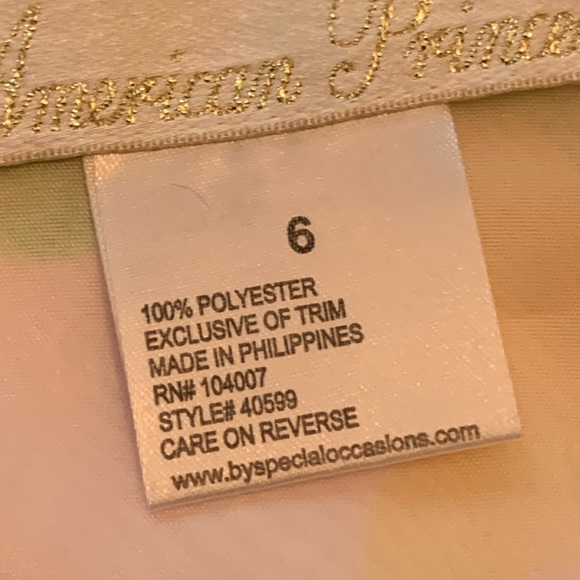 American Prince
6
100% POLYESTER
EXCLUSIVE OF TRIM
MADE IN PHILIPPINES
RN# 104007
STYLE# 40599
CARE ON REVERSE
www.byspecialoccasions.com